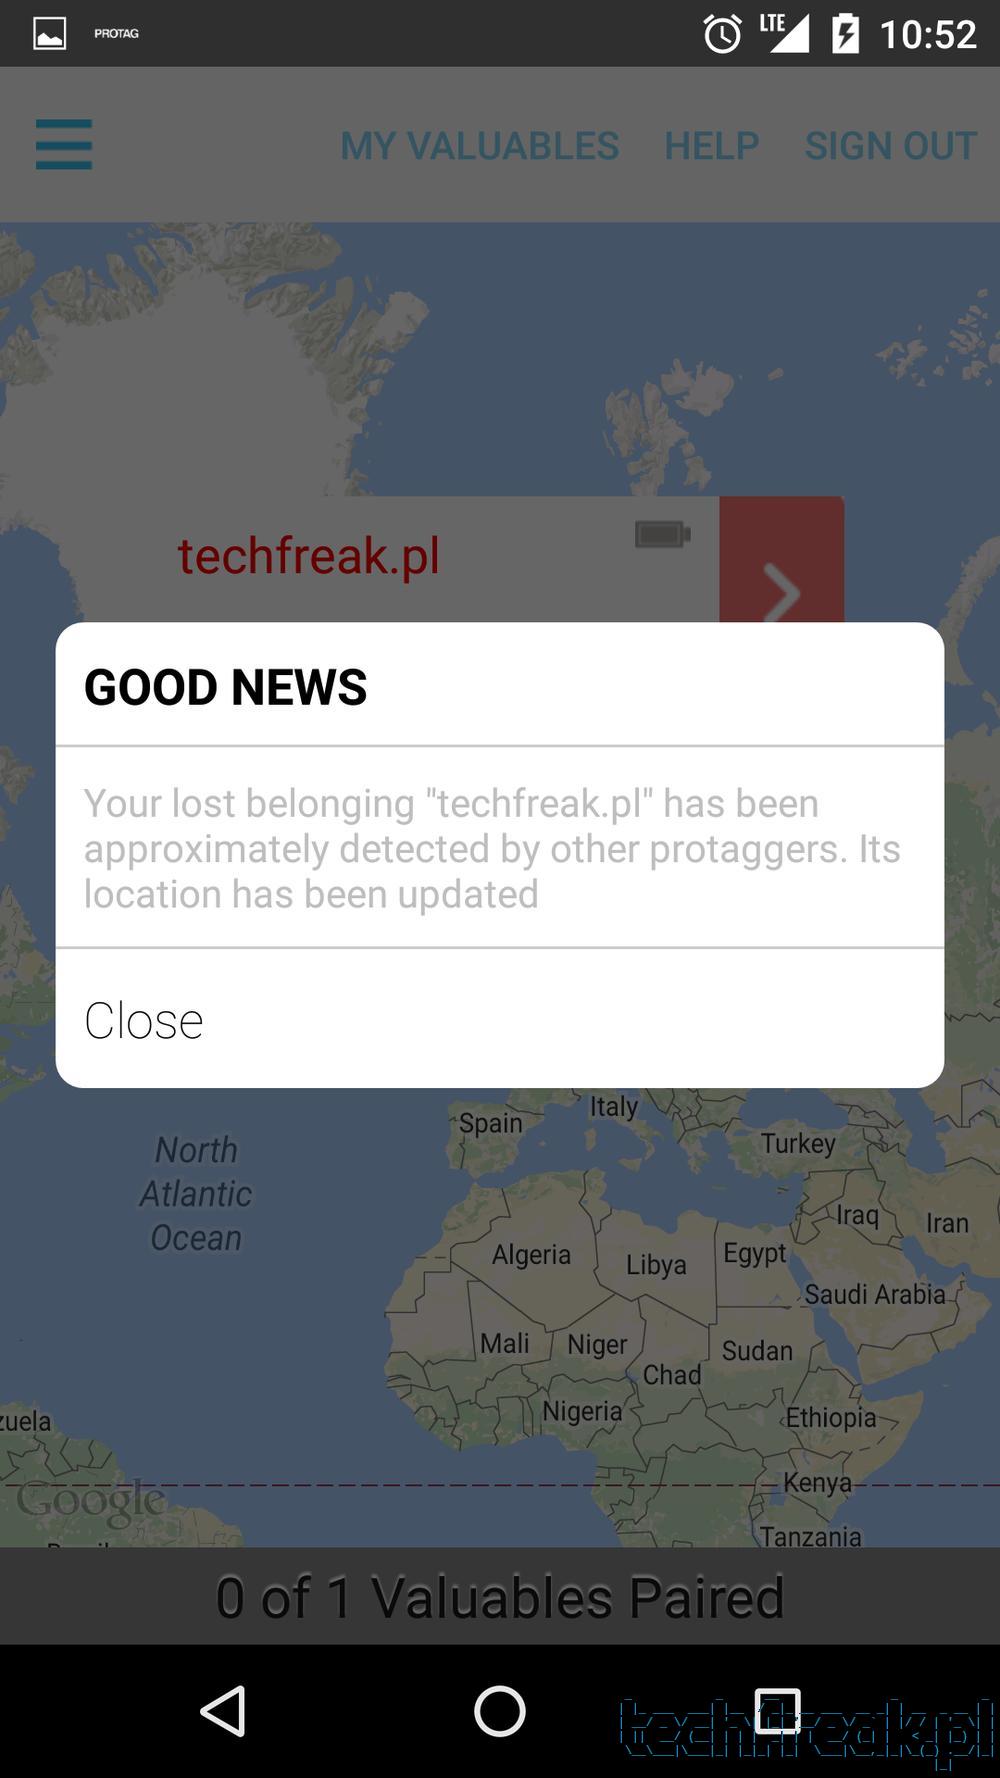 PROTAG
LTE
10:52
MY VALUABLES HELP SIGN OUT
techfreak.pl
GOOD NEWS
Your lost belonging "techfreak.pl" has been
approximately detected by other protaggers. Its
location has been updated
Close
Italy
Spain
Turkey
North
Atlantic
Ocean
Iraq
Iran
Algeria
Libya
Egypt
Saudi Arabia
Mali
Niger
Sudan
Chad
Nigeria
Ethiopia
zuela
Kenya
Google
Tanzania
0 of 1 Valuables Paired
techfreak.pl